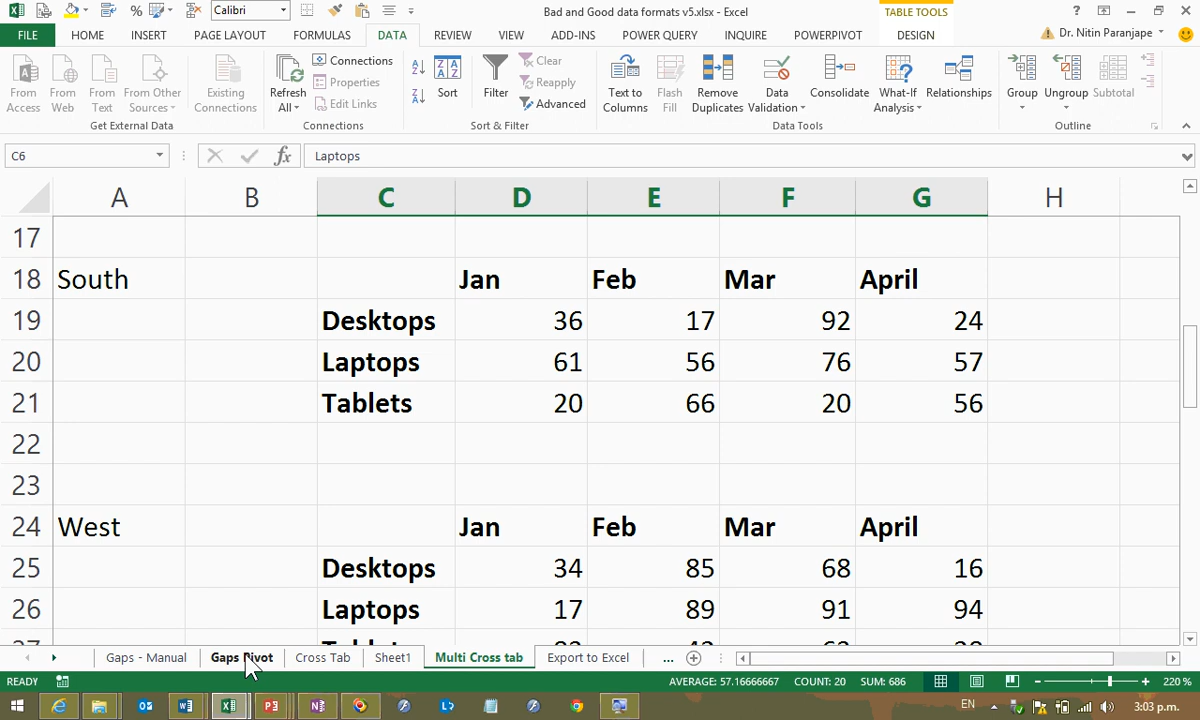 Calibri
Bad and Good data formats v5.xlsx - Excel
TABLE TOOLS
?
FILE HOME INSERT PAGE LAYOUT FORMULAS DATA REVIEW VIEW ADD-INS POWER QUERY INQUIRE POWERPIVOT DESIGN Dr. Nitin Paranjape
From Access
From Web
From Text
From Other Sources
Existing Connections
Get External Data
Refresh All
Connections
Properties
Edit Links
Connections
Sort
Filter
Clear
Reapply
Advanced
Sort & Filter
Text to Columns
Flash Fill
Remove Duplicates
Data Validation
Consolidate
What-If Analysis
Relationships
Data Tools
Group
Ungroup
Subtotal
Outline
C6 fx Laptops
A B C D E F G H
17
18 South Jan Feb Mar April
19 Desktops 36 17 92 24
20 Laptops 61 56 76 57
21 Tablets 20 66 20 56
22
23
24 West Jan Feb Mar April
25 Desktops 34 85 68 16
26 Laptops 17 89 91 94
Gaps - Manual Gaps Pivot Cross Tab Sheet1 Multi Cross tab Export to Excel ...
READY AVERAGE: 57.16666667 COUNT: 20 SUM: 686 220 %
EN 3:03 p.m.